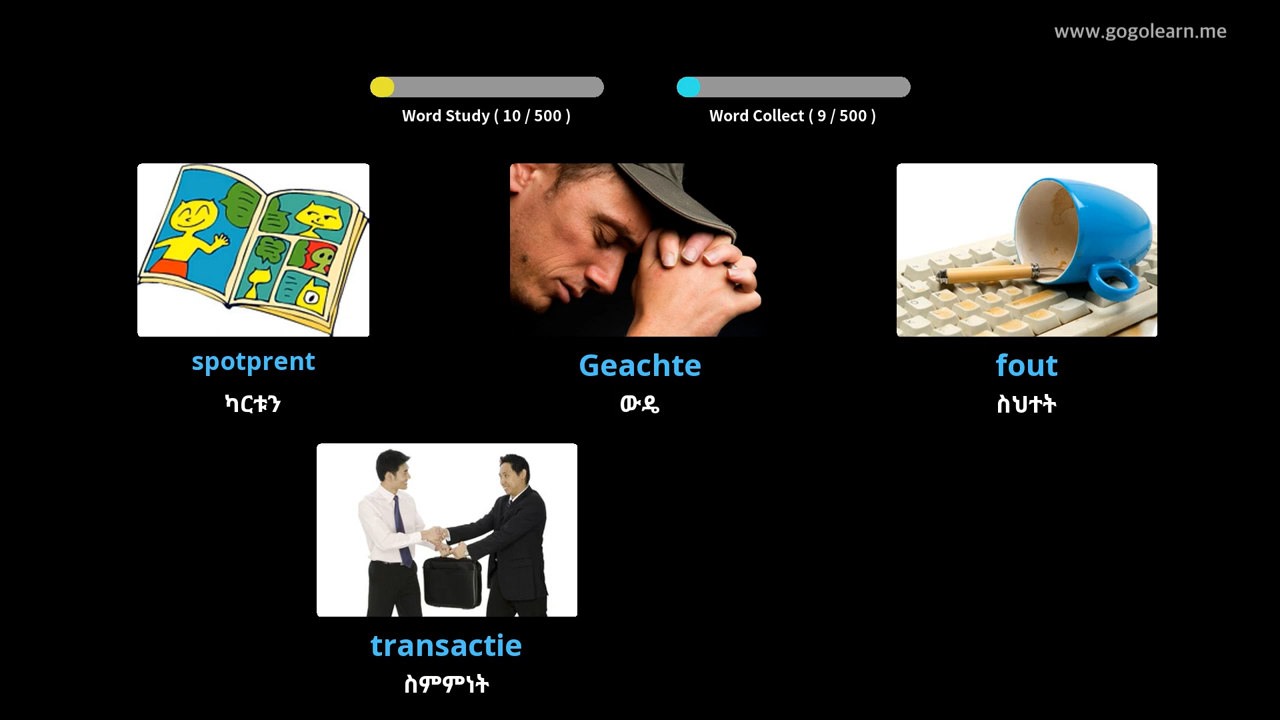 www.gogolearn.me
Word Study ( 10 / 500 )
Word Collect ( 9 / 500 )
spotprent
Geachte
fout
ካርቱን
ውዴ
ስህተት
transactie
ስምምነት